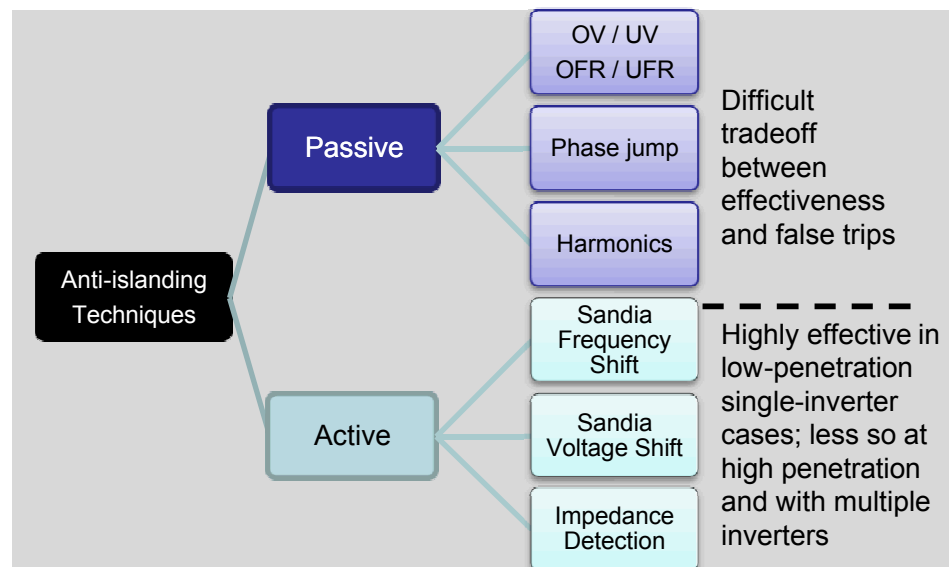 Anti-islanding
Techniques
Passive
OV / UV
OFR / UFR
Phase jump
Harmonics
Difficult
tradeoff
between
effectiveness
and false trips
Active
Sandia
Frequency
Shift
Sandia
Voltage Shift
Impedance
Detection
Highly effective in
low-penetration
single-inverter
cases; less so at
high penetration
and with multiple
inverters